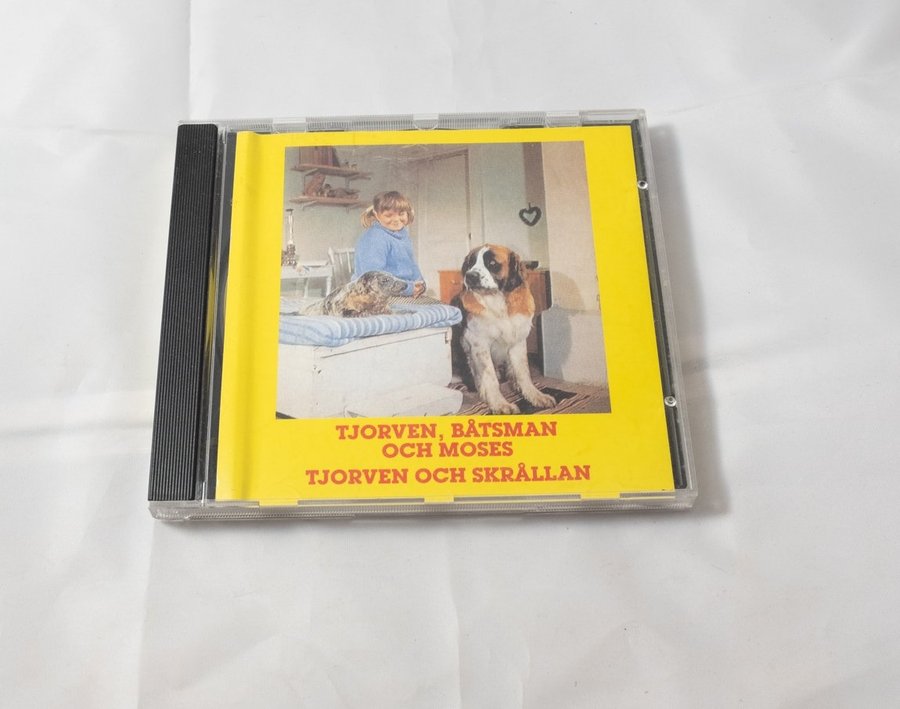 TJORVEN, BÅTSMAN
OCH MOSES
TJORVEN OCH SKRÅLLAN